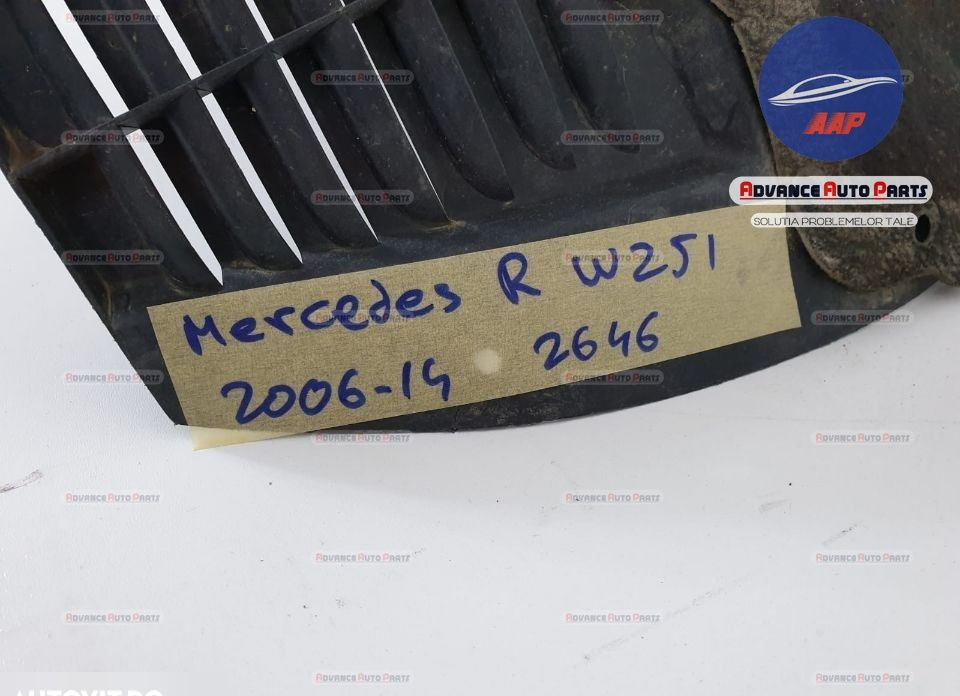 AAP
ADVANCE AUTO PARTS
SOLUTIA PROBLEMELOR TALE
Mercedes R W251
2006-14 2646